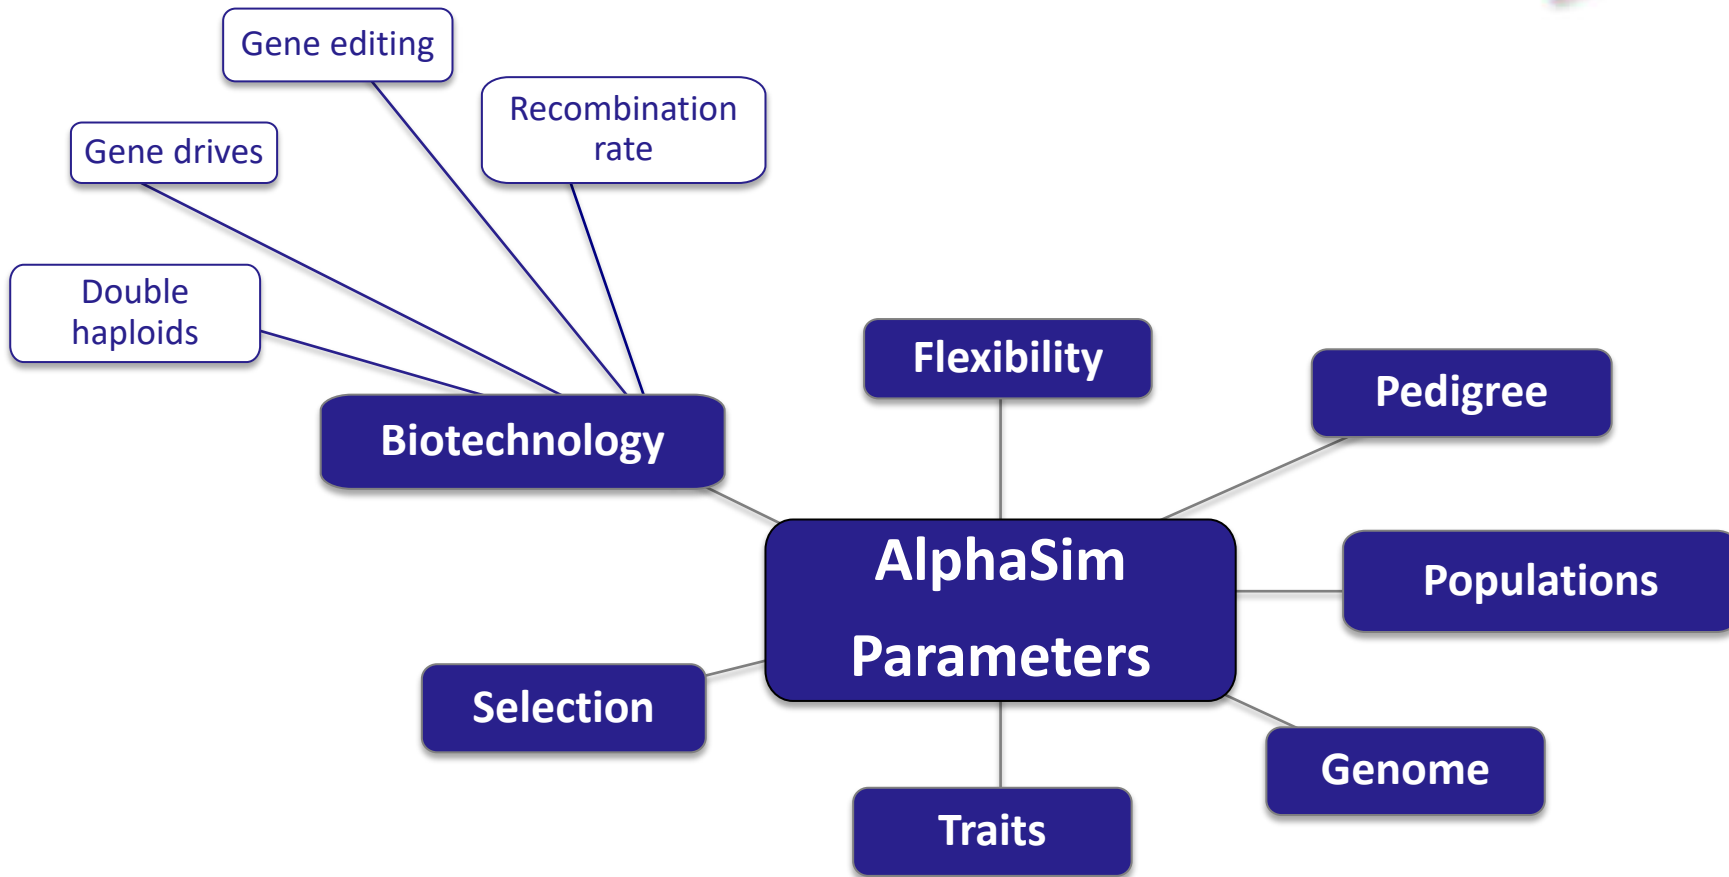 Gene editing
Recombination
rate
Gene drives
Double
haploids
Flexibility
Pedigree
Biotechnology
AlphaSim
Parameters
Populations
Selection
Genome
Traits